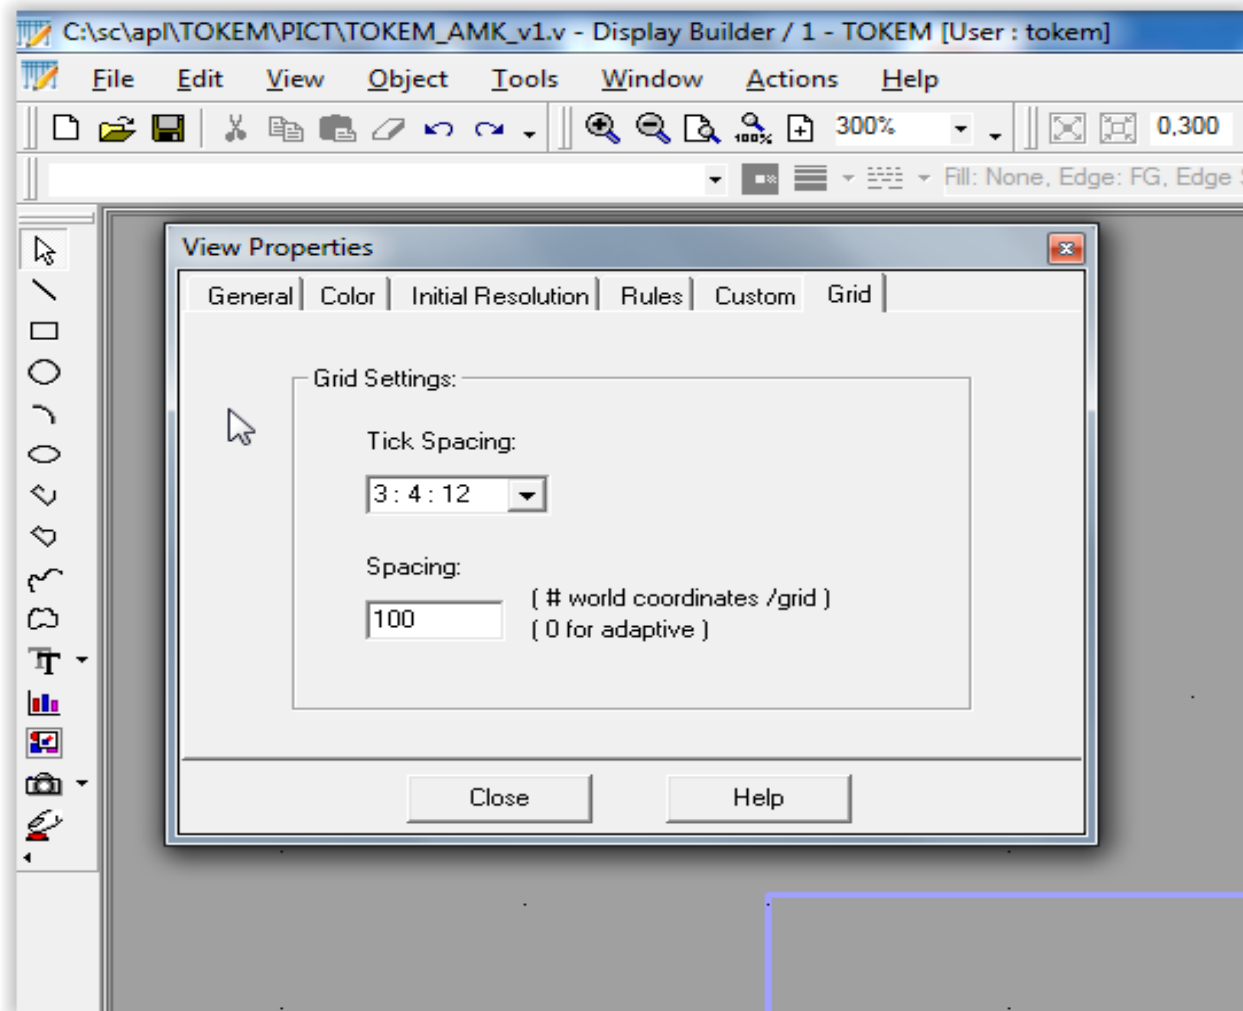 C:\sc\apl\TOKEM\PICT\TOKEM_AMK_v1.v - Display Builder / 1 - TOKEM [User : tokem]
File Edit View Object Tools Window Actions Help
100% 300% 0,300
Fill: None, Edge: FG, Edge
View Properties
General Color Initial Resolution Rules Custom Grid
Grid Settings:
Tick Spacing:
3 : 4 : 12
Spacing:
100
( # world coordinates /grid )
( 0 for adaptive )
Close Help